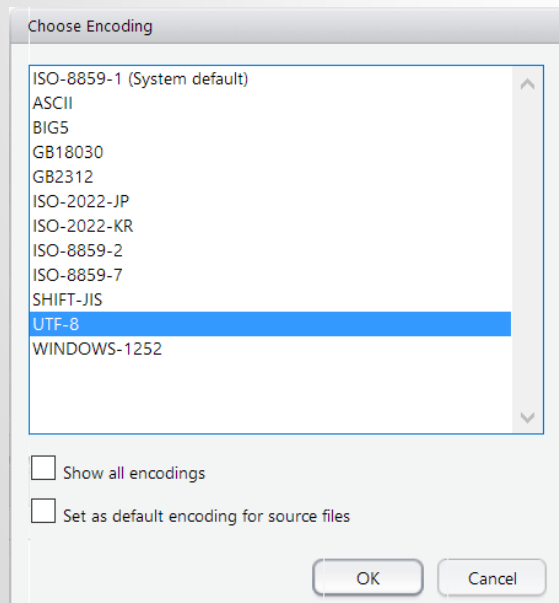 Choose Encoding
ISO-8859-1 (System default)
ASCII
BIG5
GB18030
GB2312
ISO-2022-JP
ISO-2022-KR
ISO-8859-2
ISO-8859-7
SHIFT-JIS
UTF-8
WINDOWS-1252
Show all encodings
Set as default encoding for source files
OK Cancel